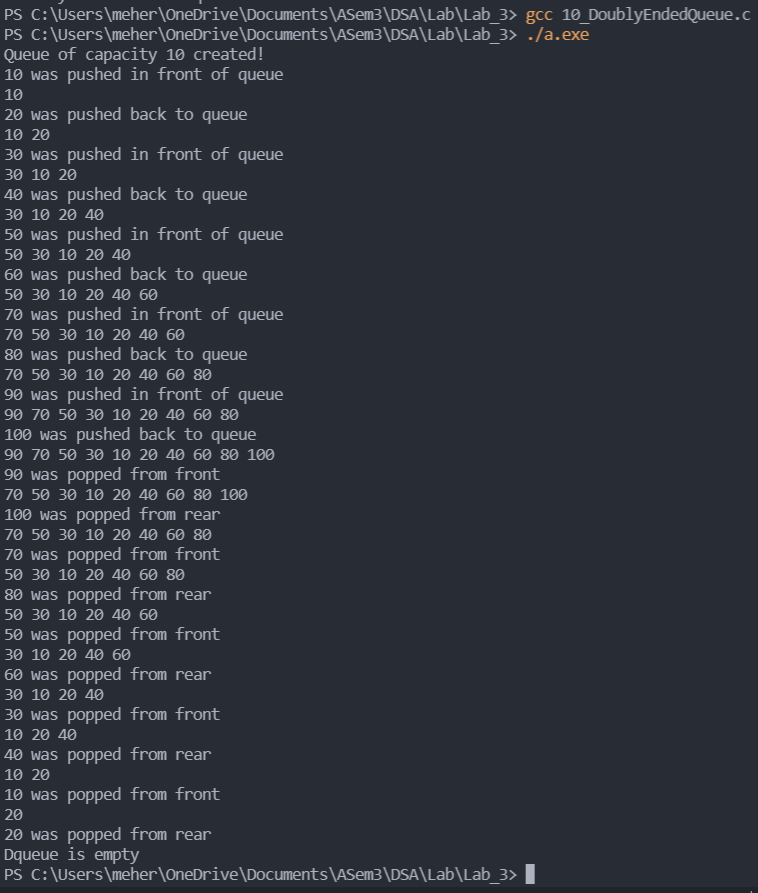 PS C:\Users\meher\OneDrive\Documents\ASem3\DSA\Lab\Lab_3> gcc 10_DoublyEndedQueue.c
PS C:\Users\meher\OneDrive\Documents\ASem3\DSA\Lab\Lab_3> ./a.exe
Queue of capacity 10 created!
10 was pushed in front of queue
10
20 was pushed back to queue
10 20
30 was pushed in front of queue
30 10 20
40 was pushed back to queue
30 10 20 40
50 was pushed in front of queue
50 30 10 20 40
60 was pushed back to queue
50 30 10 20 40 60
70 was pushed in front of queue
70 50 30 10 20 40 60
80 was pushed back to queue
70 50 30 10 20 40 60 80
90 was pushed in front of queue
90 70 50 30 10 20 40 60 80
100 was pushed back to queue
90 70 50 30 10 20 40 60 80 100
90 was popped from front
70 50 30 10 20 40 60 80 100
100 was popped from rear
70 50 30 10 20 40 60 80
70 was popped from front
50 30 10 20 40 60 80
80 was popped from rear
50 30 10 20 40 60
50 was popped from front
30 10 20 40 60
60 was popped from rear
30 10 20 40
30 was popped from front
10 20 40
40 was popped from rear
10 20
10 was popped from front
20
20 was popped from rear
Dqueue is empty
PS C:\Users\meher\OneDrive\Documents\ASem3\DSA\Lab\Lab_3>